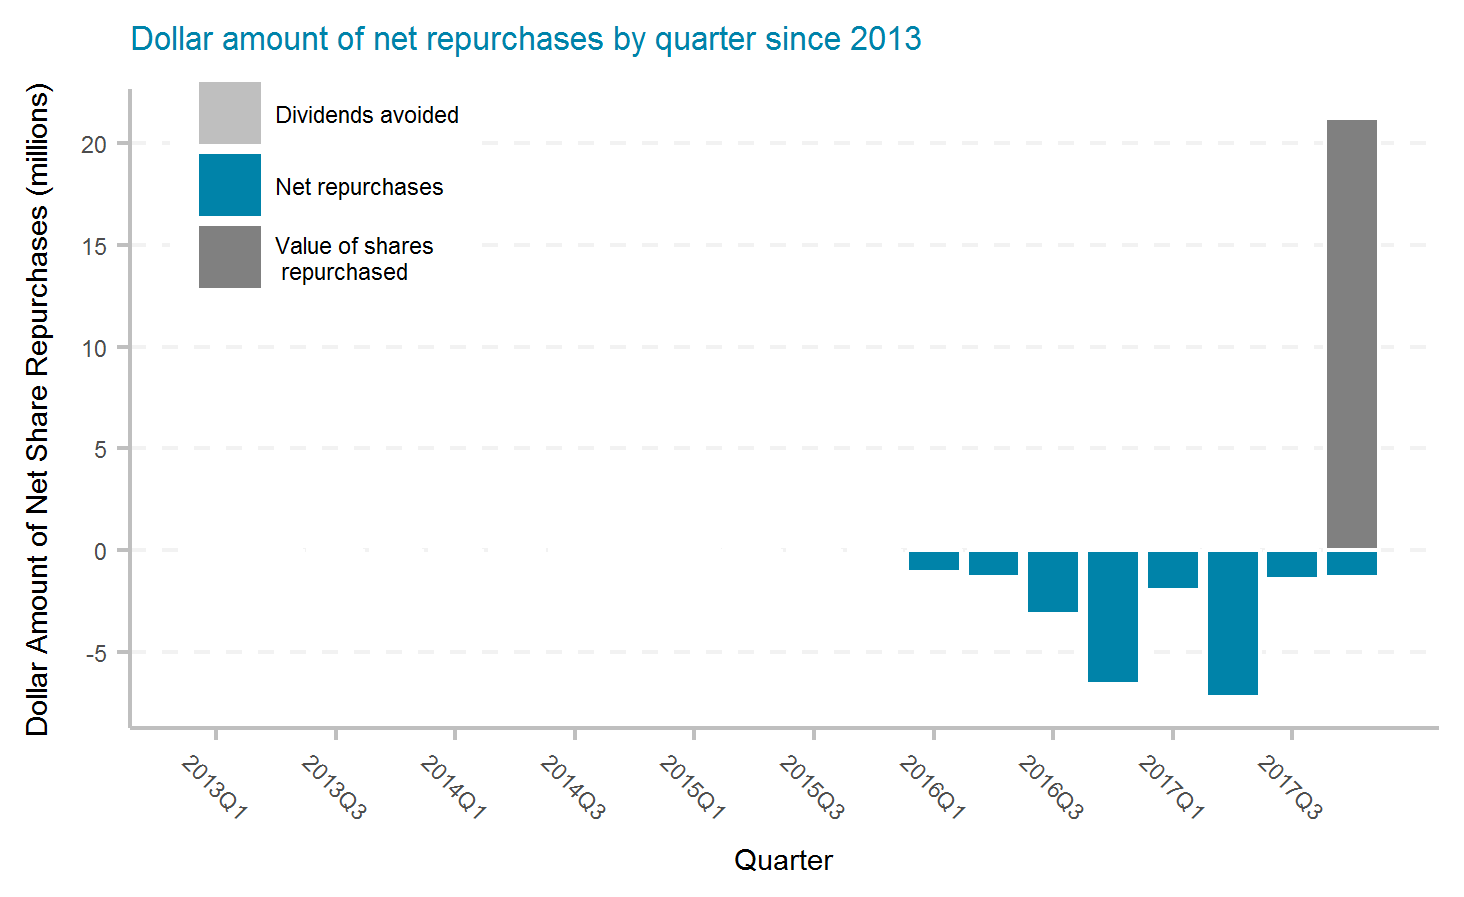 Dollar amount of net repurchases by quarter since 2013
Dollar Amount of Net Share Repurchases (millions)
Dividends avoided
Net repurchases
Value of shares
repurchased
20
15
10
5
0
-5
2013Q1
2013Q3
2014Q1
2014Q3
2015Q1
2015Q3
2016Q1
2016Q3
2017Q1
2017Q3
Quarter